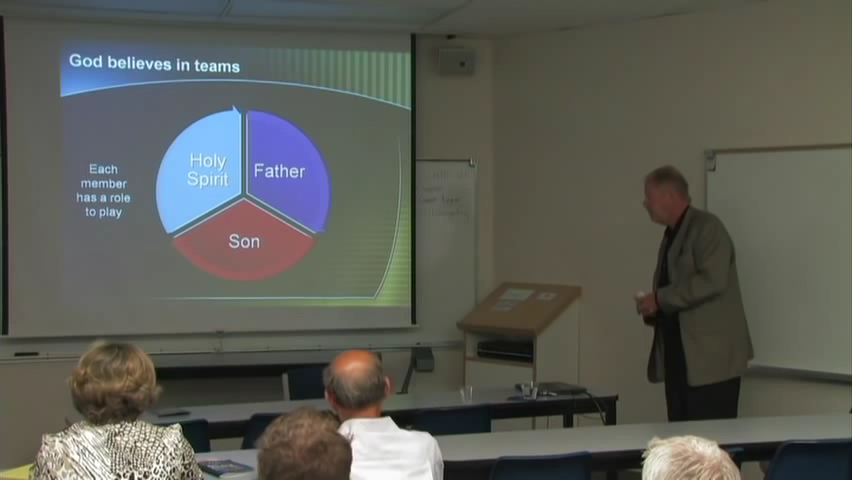 God believes in teams
Each
member
has a role
to play
Holy
Spirit
Father
Son